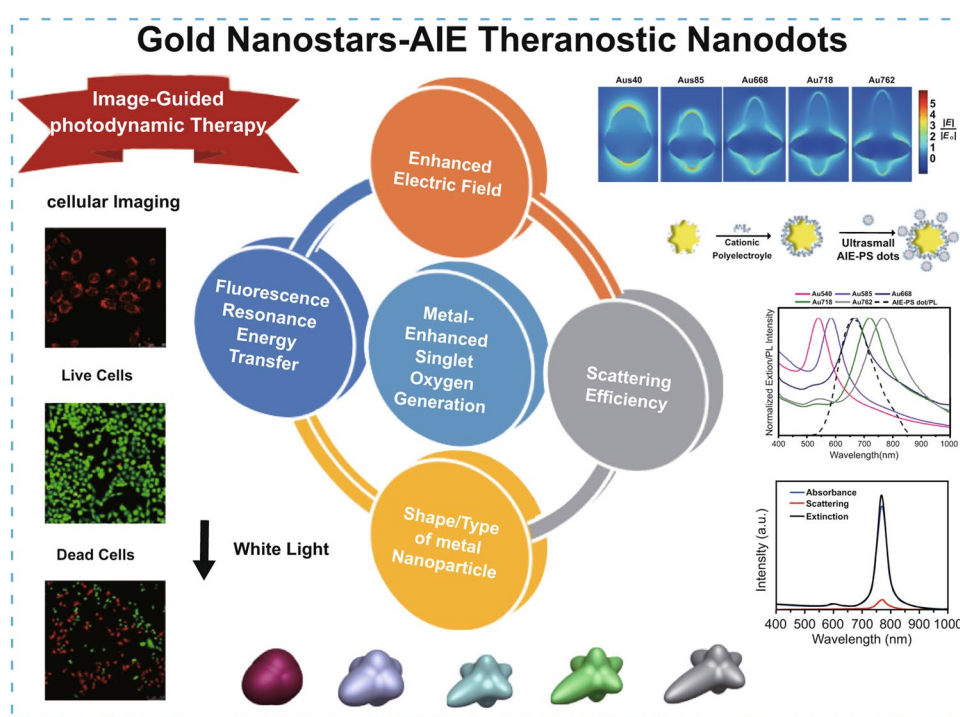 Gold Nanostars-AIE Theranostic Nanodots
Image-Guided
photodynamic Therapy
cellular Imaging
Live Cells
Dead Cells
White Light
Enhanced
Electric Field
Fluorescence
Resonance
Energy
Transfer
Metal-
Enhanced
Singlet
Oxygen
Generation
Scattering
Efficiency
Shape/Type
of metal
Nanoparticle
Aus40 Aus85 Au668 Au718 Au762
5
4
3
2
1
0
|E|
|E₀|
Cationic
Polyelectroyle
Ultrasmall
AIE-PS dots
Au540 Au585 Au668
Au718 Au762 AIE-PS dot/PL
Normalized Extion/PL Intensity
400 500 600 700 800 900 1000
Wavelength(nm)
Absorbance
Scattering
Extinction
Intensity (a.u.)
400 500 600 700 800 900 1000
Wavelength (nm)